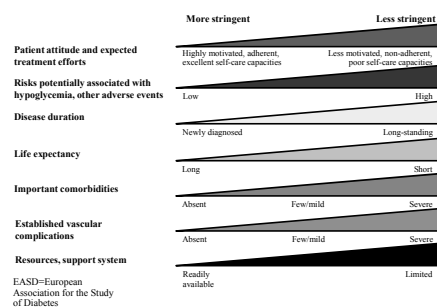 More stringent Less stringent
Patient attitude and expected
treatment efforts
Highly motivated, adherent, Less motivated, non-adherent,
excellent self-care capacities poor self-care capacities
Risks potentially associated with
hypoglycemia, other adverse events
Low High
Disease duration
Newly diagnosed Long-standing
Life expectancy
Long Short
Important comorbidities
Absent Few/mild Severe
Established vascular
complications
Absent Few/mild Severe
Resources, support system
Readily Limited
available
EASD=European
Association for the Study
of Diabetes